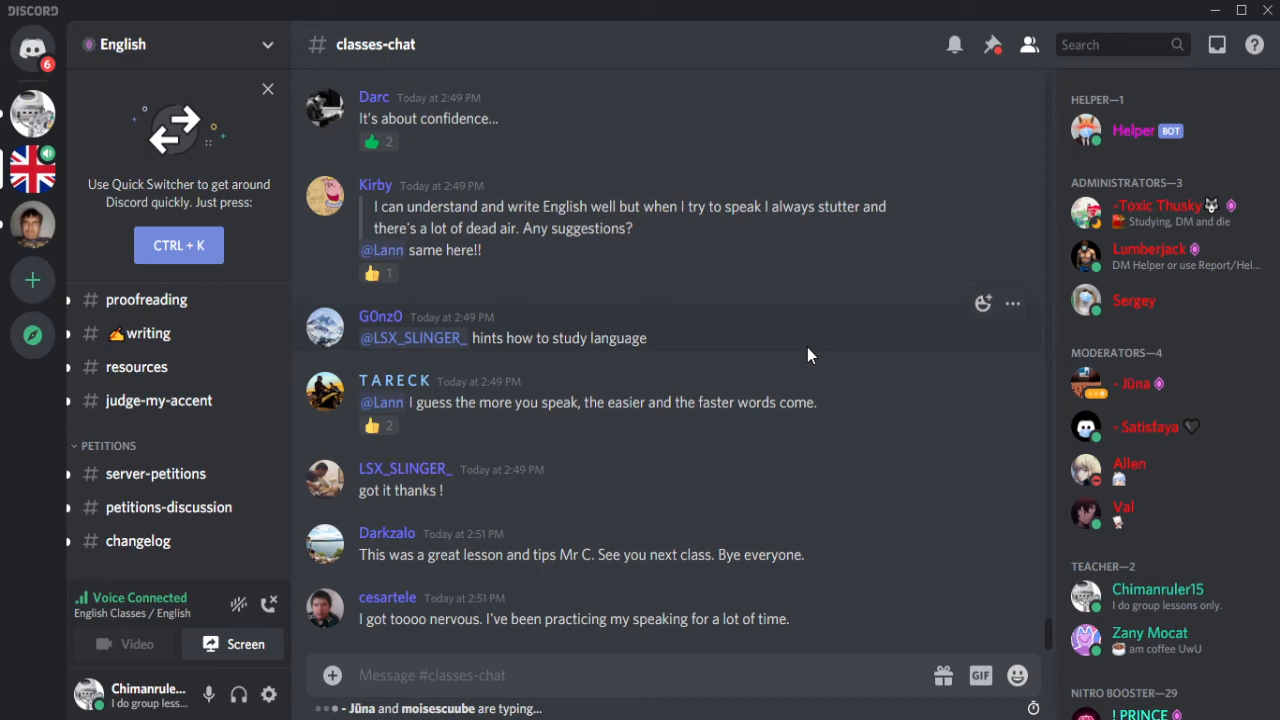 DISCORD
6
English
Use Quick Switcher to get around
Discord quickly. Just press:
CTRL + K
proofreading
✍writing
resources
judge-my-accent
PETITIONS
server-petitions
petitions-discussion
changelog
Voice Connected
English Classes / English
Video
Screen
Chimanrule...
I do group less...
# classes-chat
Search
Darc Today at 2:49 PM
It's about confidence...
2
Kirby Today at 2:49 PM
I can understand and write English well but when I try to speak I always stutter and
there's a lot of dead air. Any suggestions?
@Lann same here!!
1
G0nz0 Today at 2:49 PM
@LSX_SLINGER_ hints how to study language
T A R E C K Today at 2:49 PM
@Lann I guess the more you speak, the easier and the faster words come.
2
LSX_SLINGER_ Today at 2:49 PM
got it thanks !
Darkzalo Today at 2:51 PM
This was a great lesson and tips Mr C. See you next class. Bye everyone.
cesartele Today at 2:51 PM
I got toooo nervous. I've been practicing my speaking for a lot of time.
Message #classes-chat
GIF
- Jüna and moisescuube are typing...
HELPER—1
Helper BOT
ADMINISTRATORS—3
-Toxic Thusky
Studying, DM and die
Lumberjack
DM Helper or use Report/Hel...
Sergey
MODERATORS—4
- Jüna
- Satisfaya
Allen
Val
TEACHER—2
Chimanruler15
I do group lessons only.
Zany Mocat
am coffee UwU
NITRO BOOSTER—29
! PRINCE